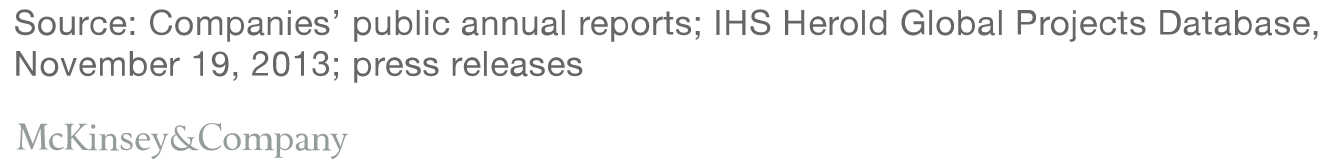 Source: Companies’ public annual reports; IHS Herold Global Projects Database,
November 19, 2013; press releases
McKinsey&Company